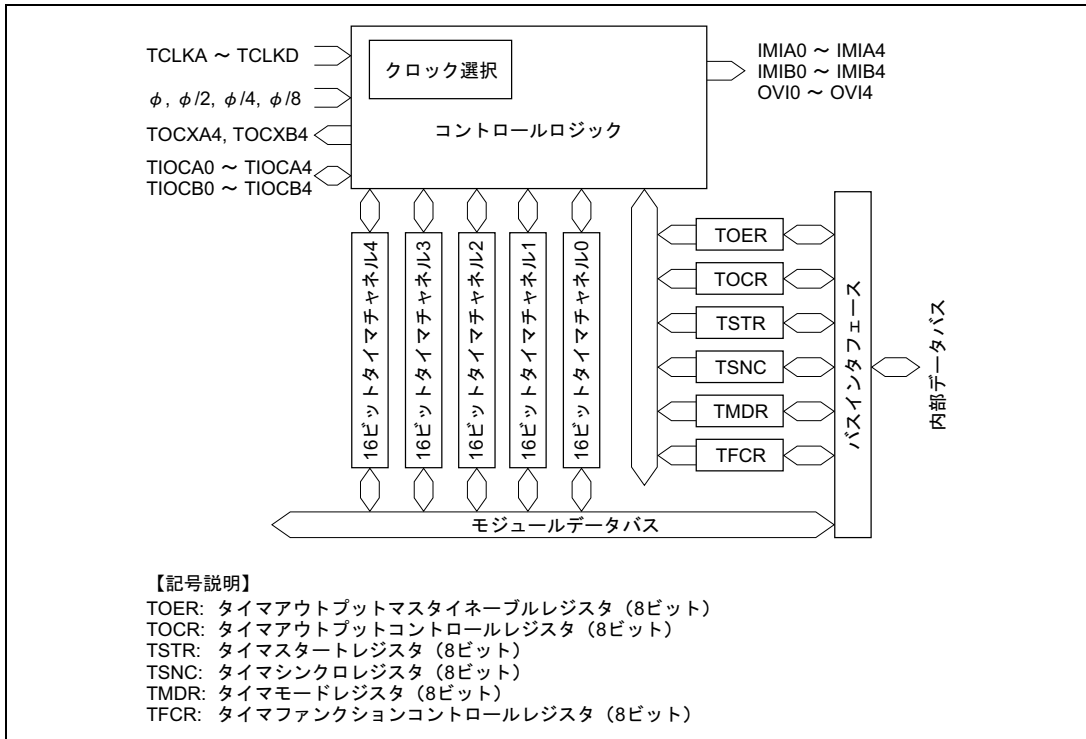 TCLKA ～ TCLKD
φ, φ/2, φ/4, φ/8
TOCXA4, TOCXB4
TIOCA0 ～ TIOCA4
TIOCB0 ～ TIOCB4
クロック選択
コントロールロジック
IMIA0 ～ IMIA4
IMIB0 ～ IMIB4
OVI0 ～ OVI4
16ビットタイマチャネル4
16ビットタイマチャネル3
16ビットタイマチャネル2
16ビットタイマチャネル1
16ビットタイマチャネル0
TOER
TOCR
TSTR
TSNC
TMDR
TFCR
バスインタフェース
内部データバス
モジュールデータバス
【記号説明】
TOER: タイマアウトプットマスタイネーブルレジスタ（8ビット）
TOCR: タイマアウトプットコントロールレジスタ（8ビット）
TSTR: タイマスタートレジスタ（8ビット）
TSNC: タイマシンクロレジスタ（8ビット）
TMDR: タイマモードレジスタ（8ビット）
TFCR: タイマファンクションコントロールレジスタ（8ビット）